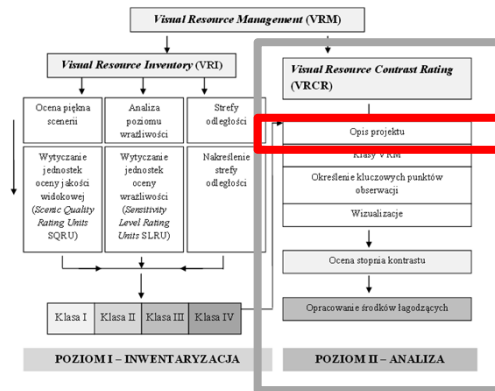 Visual Resource Management (VRM)
Visual Resource Inventory (VRI)
Ocena piękna
scenerii
Analiza
poziomu
wrażliwości
Strefy
odległości
Wytyczanie
jednostek
oceny jakości
widokowej
(Scenic Quality
Rating Units
SQRU)
Wytyczanie
jednostek
oceny
wrażliwości
(Sensitivity
Level Rating
Units SLRU)
Nakreślenie
strefy
odległości
Klasa I
Klasa II
Klasa III
Klasa IV
POZIOM I – INWENTARYZACJA
Visual Resource Contrast Rating
(VRCR)
Opis projektu
Klasy VRM
Określenie kluczowych punktów
obserwacji
Wizualizacje
Ocena stopnia kontrastu
Opracowanie środków łagodzących
POZIOM II – ANALIZA